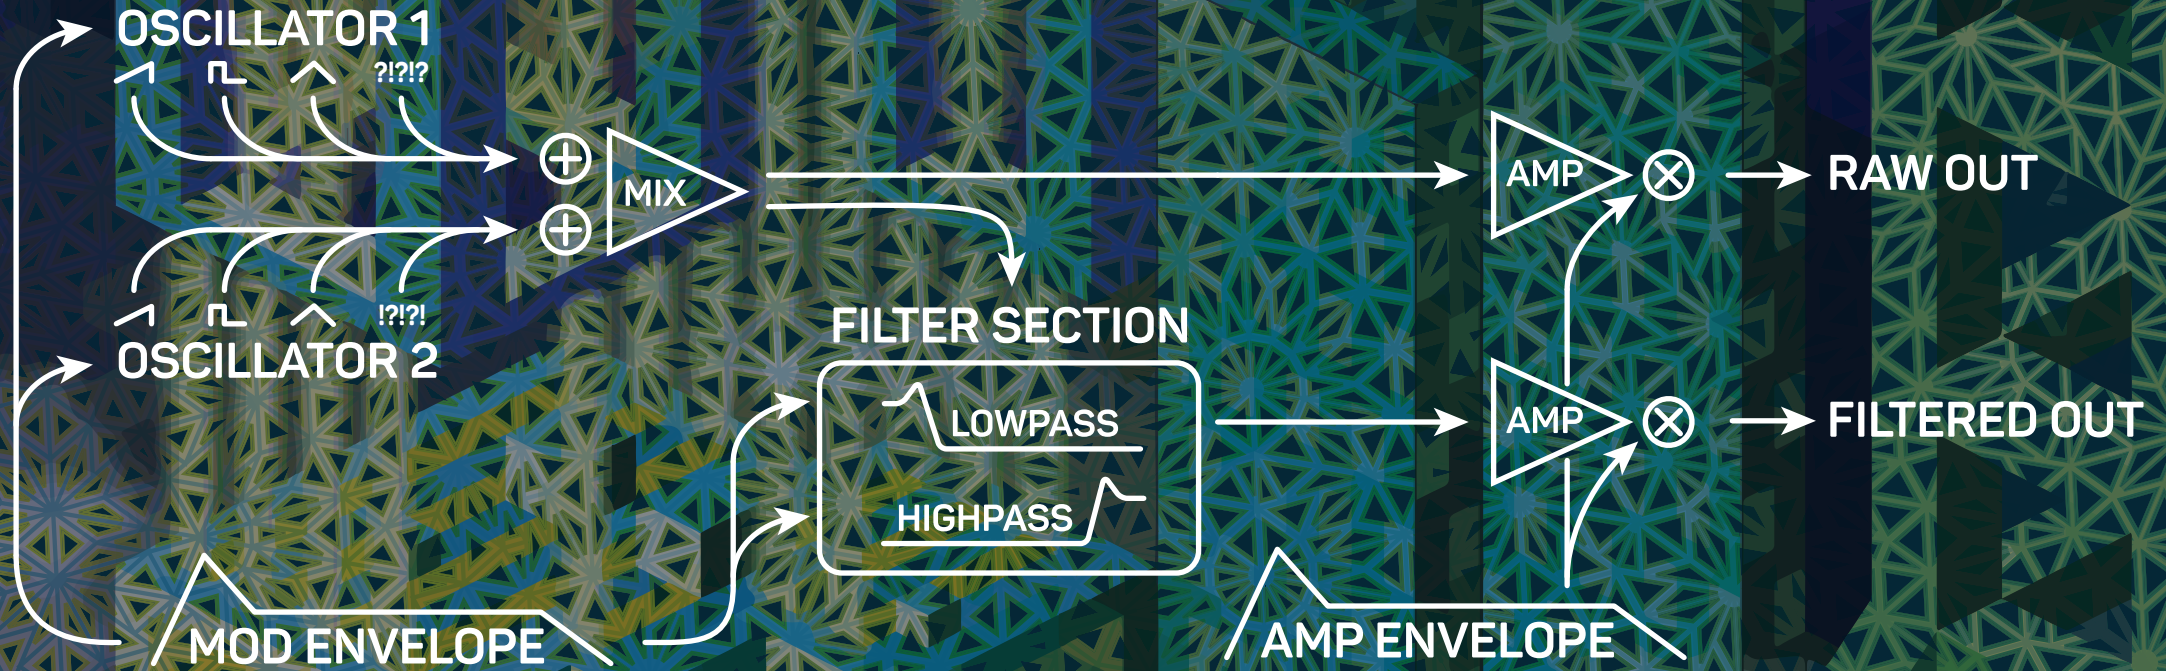 OSCILLATOR 1
?!?!?
MIX
!?!?!
OSCILLATOR 2
MOD ENVELOPE
FILTER SECTION
LOWPASS
HIGHPASS
AMP
RAW OUT
AMP
FILTERED OUT
AMP ENVELOPE